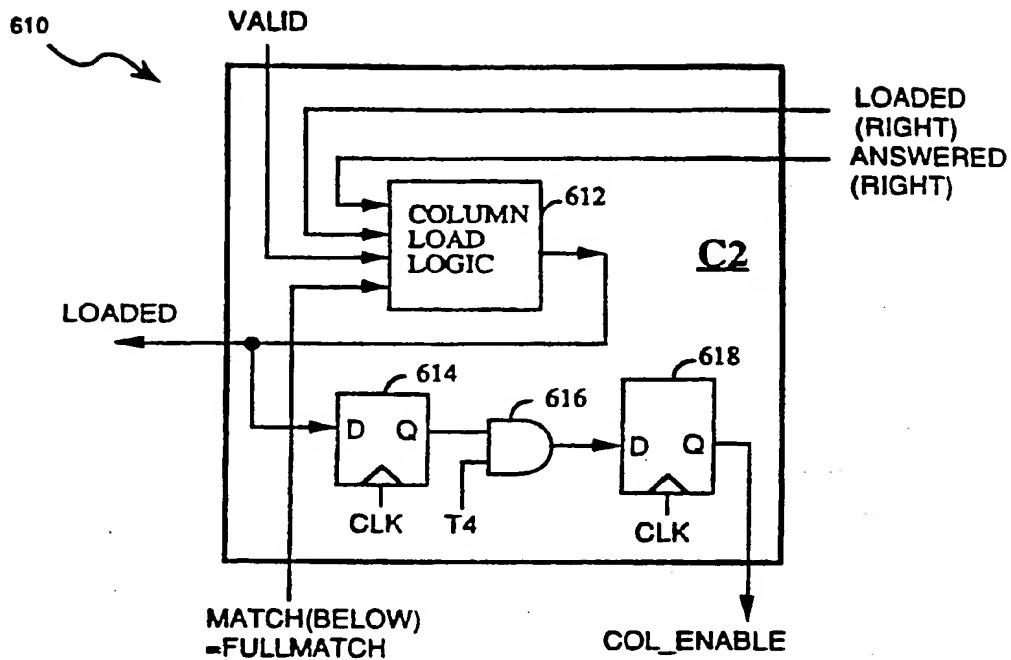 610
VALID
LOADED
(RIGHT)
ANSWERED
(RIGHT)
612
COLUMN
LOAD
LOGIC
C2
LOADED
614
616
618
D Q
D Q
CLK
T4
CLK
MATCH(BELOW)
=FULLMATCH
COL_ENABLE